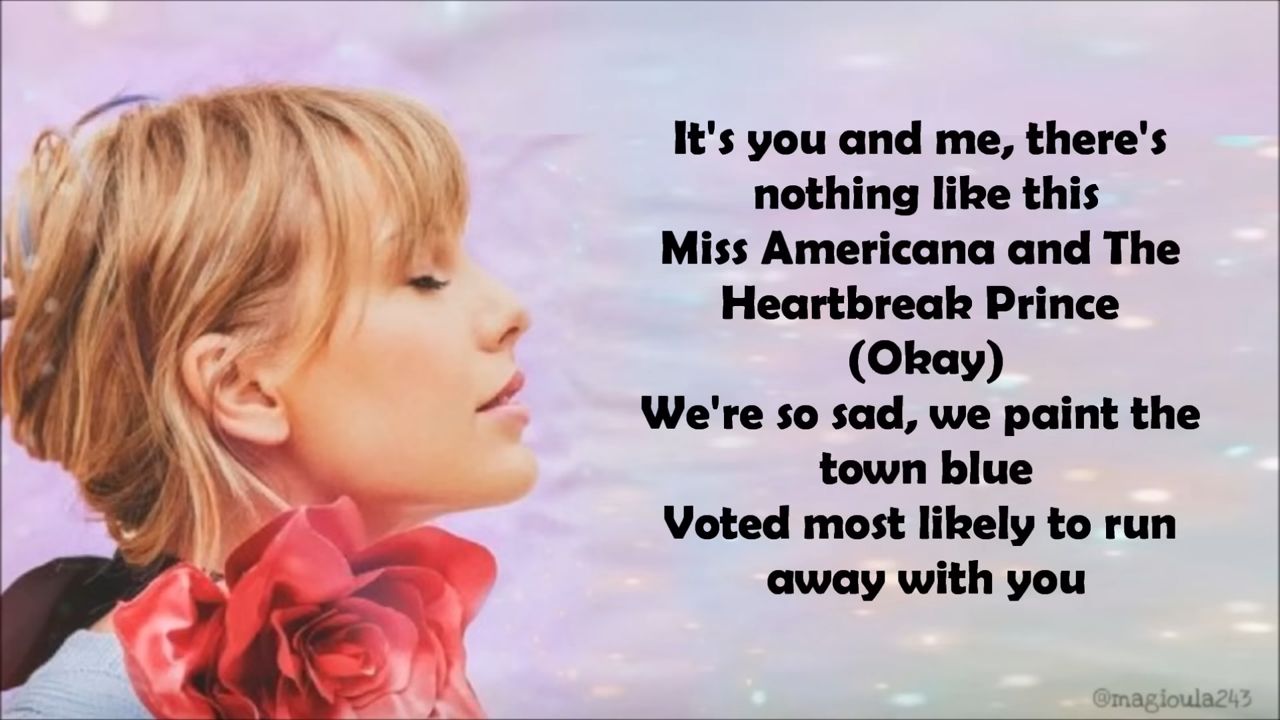 It's you and me, there's
nothing like this
Miss Americana and The
Heartbreak Prince
(Okay)
We're so sad, we paint the
town blue
Voted most likely to run
away with you
@magioula243